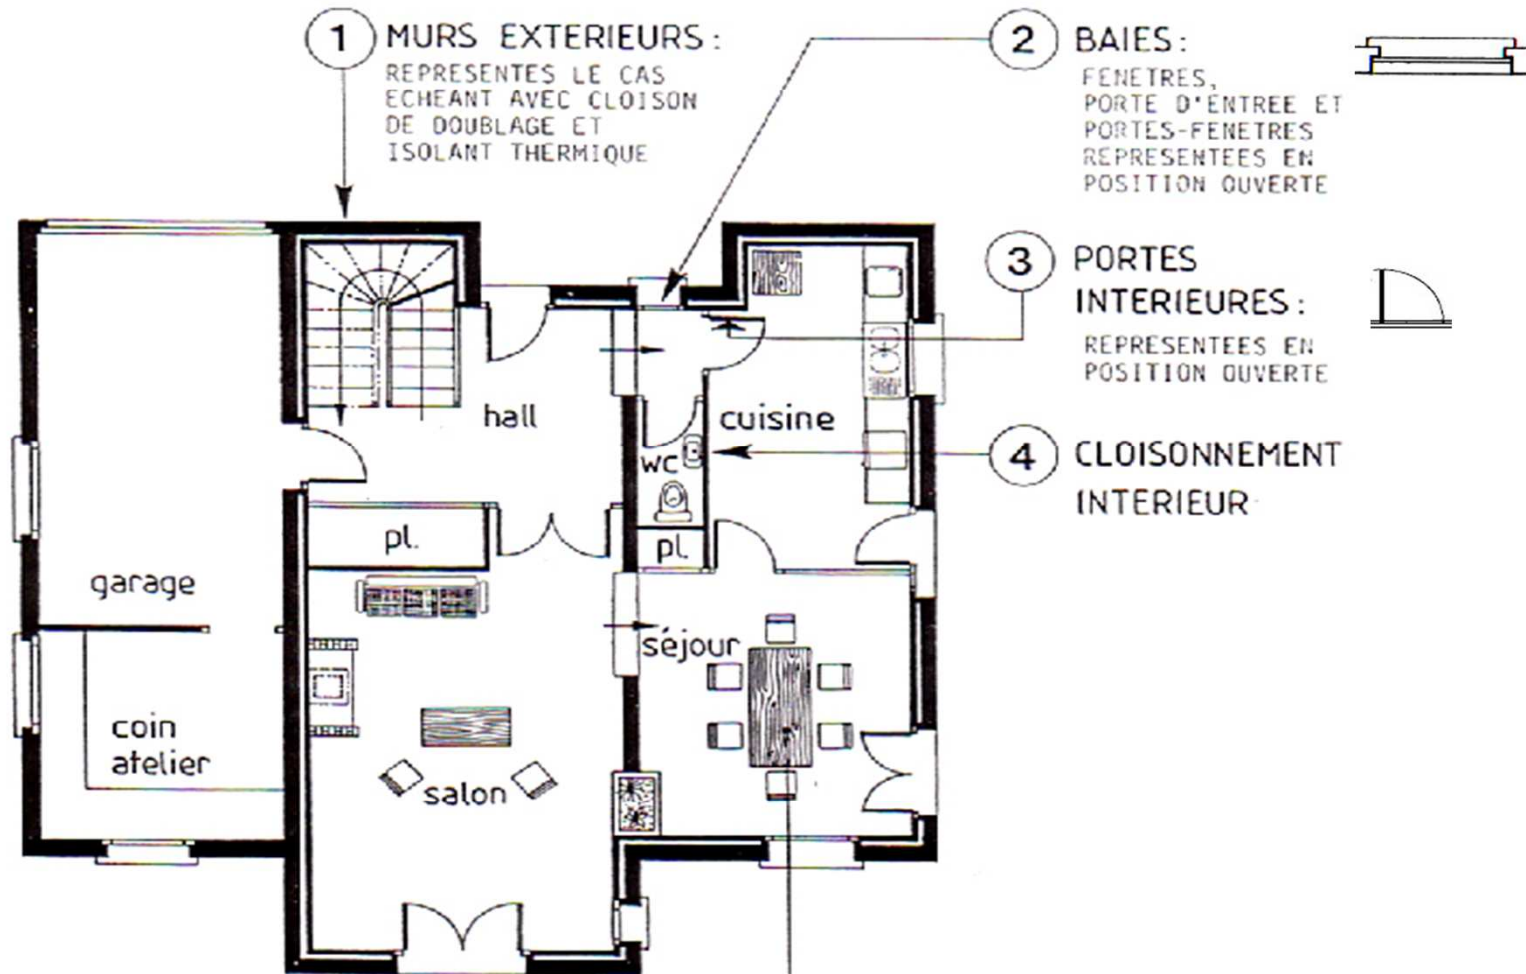 1 MURS EXTERIEURS:
REPRESENTES LE CAS
ECHEANT AVEC CLOISON
DE DOUBLAGE ET
ISOLANT THERMIQUE
2 BAIES:
FENETRES,
PORTE D'ENTREE ET
PORTES-FENETRES
REPRESENTEES EN
POSITION OUVERTE
3 PORTES
INTERIEURES:
REPRESENTEES EN
POSITION OUVERTE
4 CLOISONNEMENT
INTERIEUR
hall
cuisine
wc
pl.
pl.
garage
séjour
coin
atelier
salon